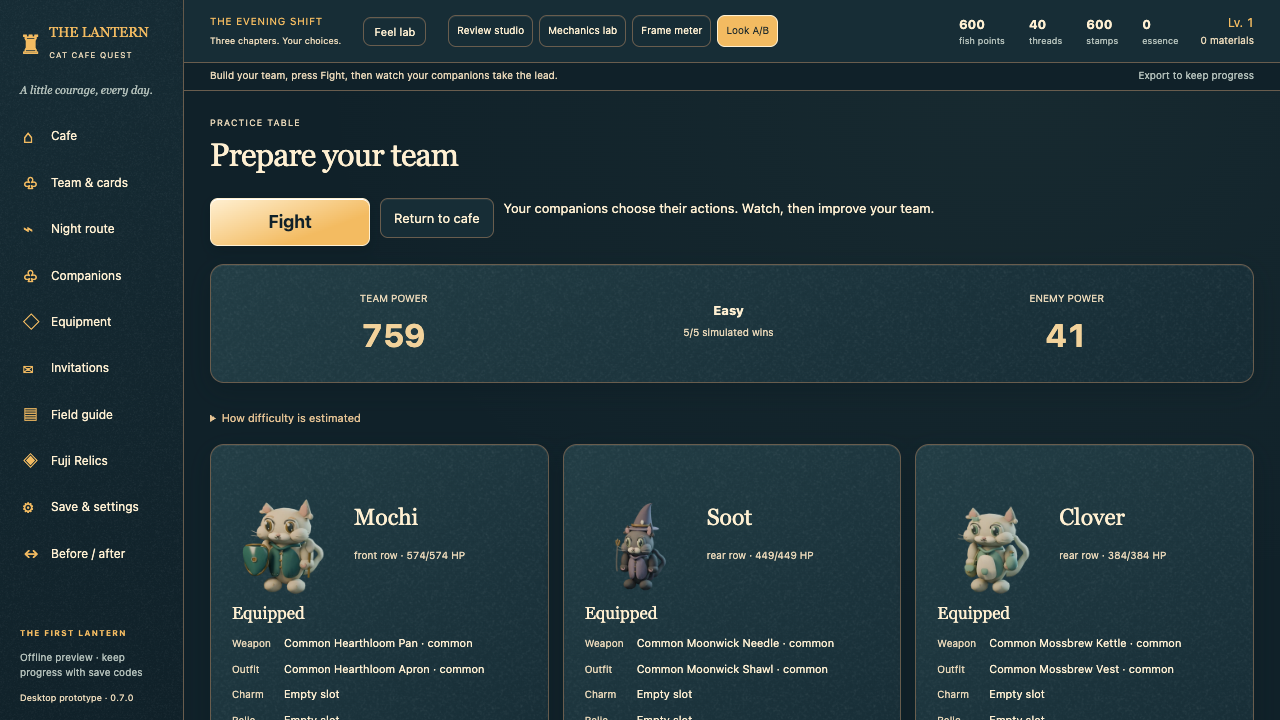 THE LANTERN
CAT CAFE QUEST
A little courage, every day.
Cafe
Team & cards
Night route
Companions
Equipment
Invitations
Field guide
Fuji Relics
Save & settings
Before / after
THE FIRST LANTERN
Offline preview · keep
progress with save codes
Desktop prototype · 0.7.0
THE EVENING SHIFT
Three chapters. Your choices.
Feel lab
Review studio
Mechanics lab
Frame meter
Look A/B
600
fish points
40
threads
600
stamps
0
essence
Lv. 1
0 materials
Build your team, press Fight, then watch your companions take the lead.
Export to keep progress
PRACTICE TABLE
Prepare your team
Fight
Return to cafe
Your companions choose their actions. Watch, then improve your team.
TEAM POWER
759
Easy
5/5 simulated wins
ENEMY POWER
41
How difficulty is estimated
Mochi
front row · 574/574 HP
Equipped
Weapon Common Hearthloom Pan · common
Outfit Common Hearthloom Apron · common
Charm Empty slot
Relic Empty slot
Soot
rear row · 449/449 HP
Equipped
Weapon Common Moonwick Needle · common
Outfit Common Moonwick Shawl · common
Charm Empty slot
Relic Empty slot
Clover
rear row · 384/384 HP
Equipped
Weapon Common Mossbrew Kettle · common
Outfit Common Mossbrew Vest · common
Charm Empty slot
Relic Empty slot